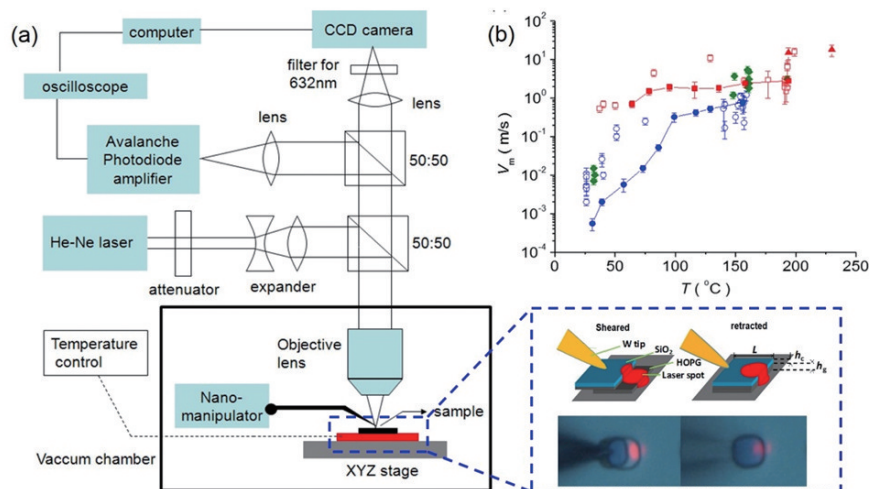 (a)
computer
CCD camera
filter for
632nm
oscilloscope
lens
lens
Avalanche
Photodiode
amplifier
50:50
He-Ne laser
50:50
attenuator
expander
Temperature
control
Objective
lens
Nano-
manipulator
sample
Vaccum chamber
XYZ stage
(b)
Vm ( m/s)
10²
10¹
10⁰
10⁻¹
10⁻²
10⁻³
10⁻⁴
0
50
100
150
200
250
T ( °C)
Sheared
retracted
W tip
SiO₂
HOPG
Laser spot
L
hc
hg